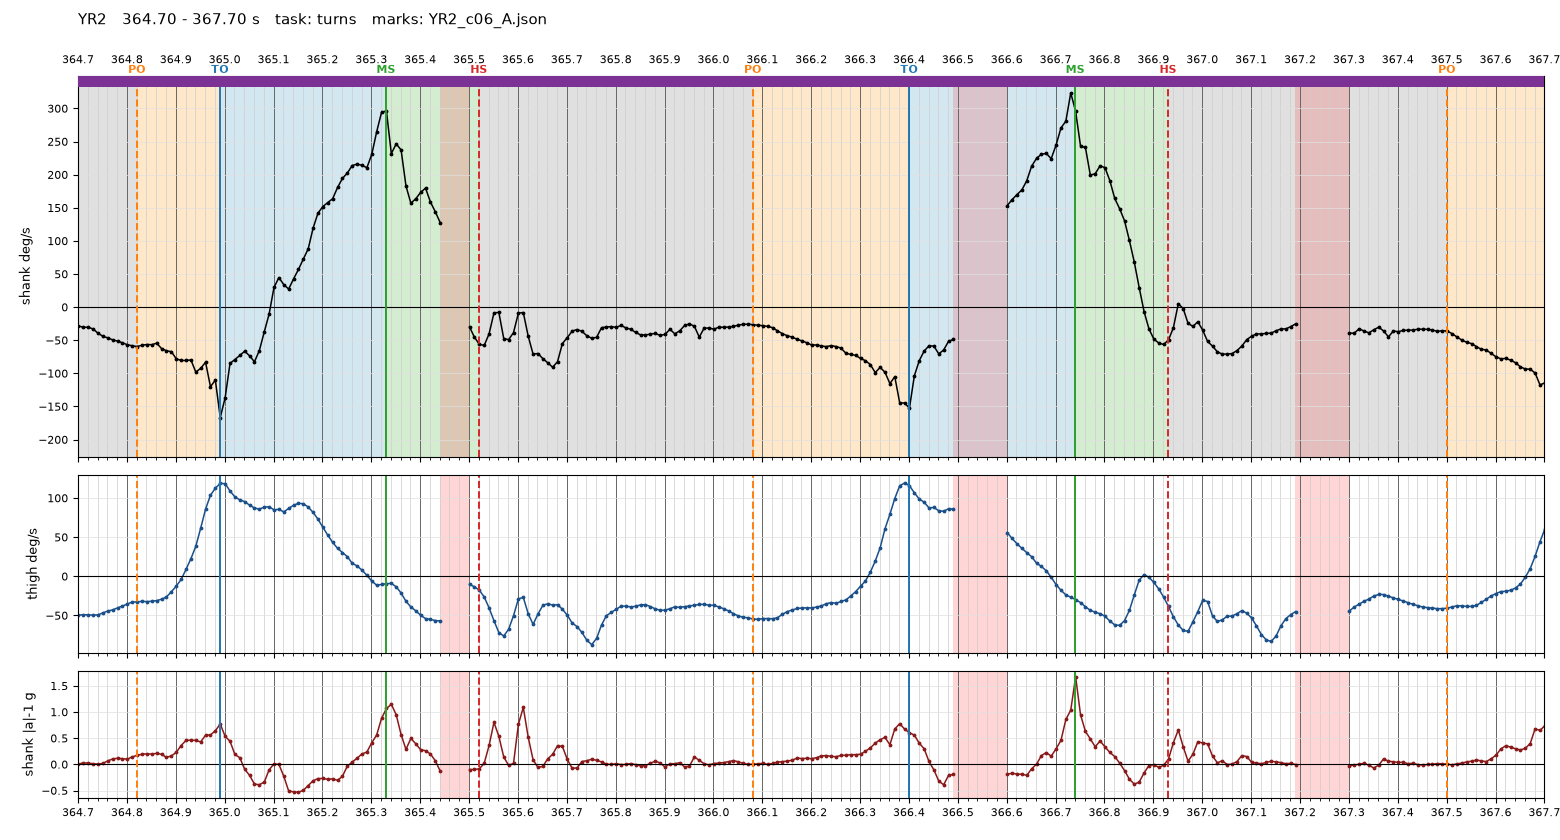 YR2   364.70 - 367.70 s   task: turns   marks: YR2_c06_A.json
364.7 364.8 364.9 365.0 365.1 365.2 365.3 365.4 365.5 365.6 365.7 365.8 365.9 366.0 366.1 366.2 366.3 366.4 366.5 366.6 366.7 366.8 366.9 367.0 367.1 367.2 367.3 367.4 367.5 367.6 367.7
PO TO MS HS PO TO MS HS PO
shank deg/s
300
250
200
150
100
50
0
−50
−100
−150
−200
thigh deg/s
100
50
0
−50
shank |a|-1 g
1.5
1.0
0.5
0.0
−0.5
364.7 364.8 364.9 365.0 365.1 365.2 365.3 365.4 365.5 365.6 365.7 365.8 365.9 366.0 366.1 366.2 366.3 366.4 366.5 366.6 366.7 366.8 366.9 367.0 367.1 367.2 367.3 367.4 367.5 367.6 367.7